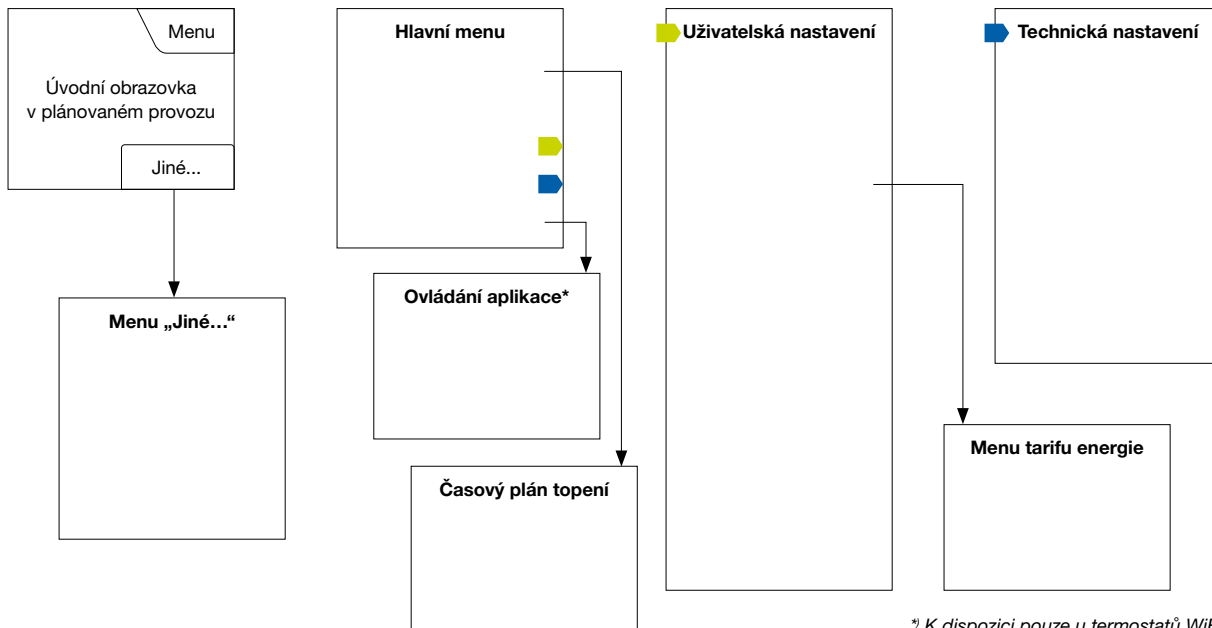 Menu
Úvodní obrazovka
v plánovaném provozu
Jiné...
Menu „Jiné…“
Hlavní menu
Ovládání aplikace*
Časový plán topení
Uživatelská nastavení
Technická nastavení
Menu tarifu energie
*) K dispozici pouze u termostatů